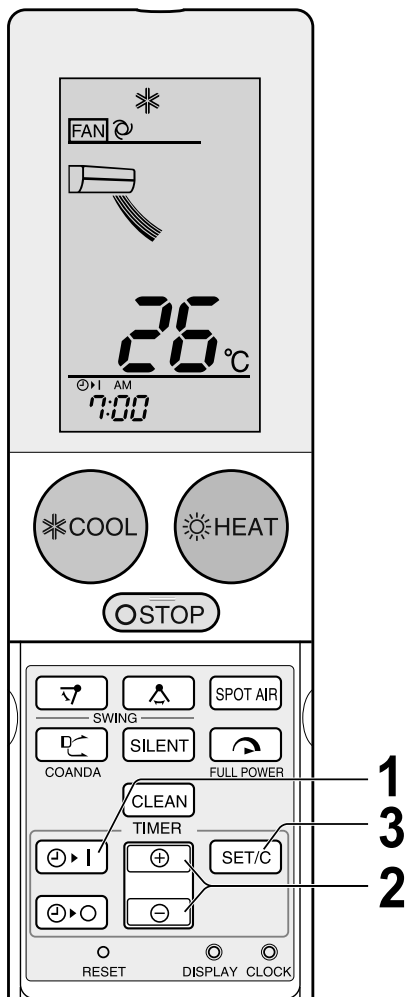 FAN
26 °C
AM
7:00
COOL HEAT
STOP
SPOT AIR
SWING
SILENT
COANDA FULL POWER
CLEAN
1
TIMER
3
SET/C
2
RESET DISPLAY CLOCK